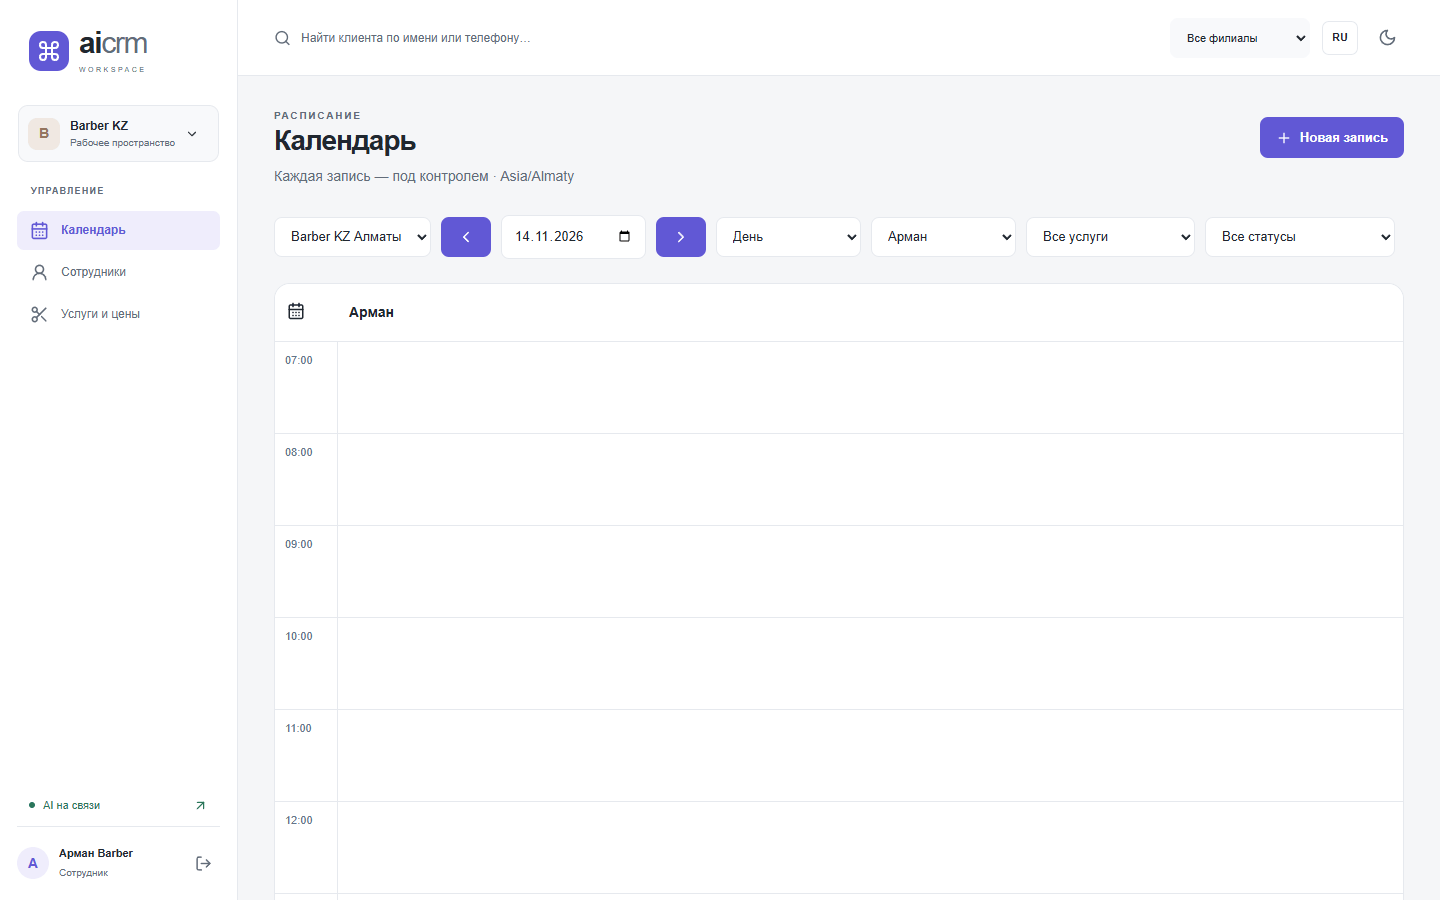 aicrm
WORKSPACE
B
Barber KZ
Рабочее пространство
УПРАВЛЕНИЕ
Календарь
Сотрудники
Услуги и цены
AI на связи
A
Арман Barber
Сотрудник
Найти клиента по имени или телефону...
Все филиалы
RU
РАСПИСАНИЕ
Календарь
Каждая запись — под контролем · Asia/Almaty
Новая запись
Barber KZ Алматы
14.11.2026
День
Арман
Все услуги
Все статусы
Арман
07:00
08:00
09:00
10:00
11:00
12:00